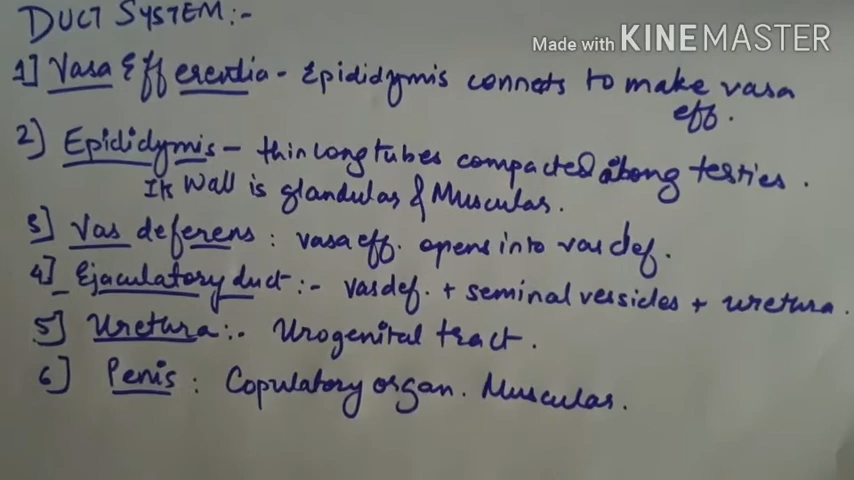 DUCT SYSTEM:-
Made with KINEMASTER
1] Vasa Efferentia - Epididymis connects to make vasa
eff.
2) Epididymis - thin long tubes compacted along testies.
Its Wall is glandular & Muscular.
3] Vas deferens : vasa eff. opens into vas def.
4] Ejaculatory duct :- vas def. + seminal vessicles + uretura.
5] Uretura:- Urogenital tract.
6] Penis : Copulatory organ. Muscular.